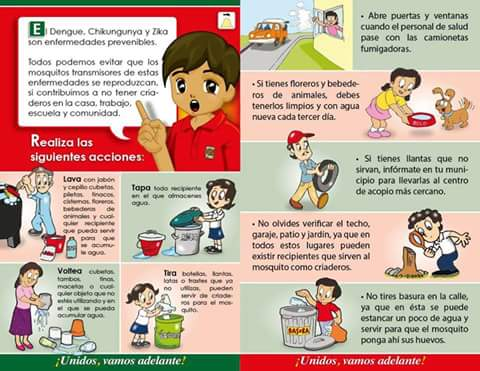 El Dengue, Chikungunya y Zika
son enfermedades prevenibles.
Todos podemos evitar que los
mosquitos transmisores de estas
enfermedades se reproduzcan,
si contribuimos a no tener cria-
deros en la casa, trabajo,
escuela y comunidad.
Realiza las
siguientes acciones:
Lava con jabón
y cepillo cubetas,
piletas, tinacos,
cisternas, floreros,
bebederos de
animales y cual-
quier recipiente
que pueda servir
para que
se acumu-
le agua.
Tapa todo recipiente
en el que almacenes
agua.
Voltea cubetas,
tambos, tinas,
macetas o cual-
quier objeto que no
estés utilizando y en
el que se pueda
acumular agua.
Tira botellas, llantas,
latas o trastes que ya
no utilizas, pueden
servir de criade-
ros para el mos-
quito.
¡Unidos, vamos adelante!
• Abre puertas y ventanas
cuando el personal de salud
pase con las camionetas
fumigadoras.
• Si tienes floreros y bebede-
ros de animales, debes
tenerlos limpios y con agua
nueva cada tercer día.
• Si tienes llantas que no
sirvan, infórmate en tu muni-
cipio para llevarlas al centro
de acopio más cercano.
• No olvides verificar el techo,
garaje, patio y jardín, ya que en
todos estos lugares pueden
existir recipientes que sirven al
mosquito como criaderos.
• No tires basura en la calle,
ya que en ésta se puede
estancar un poco de agua y
servir para que el mosquito
ponga ahí sus huevos.
BASURA
¡Unidos, vamos adelante!